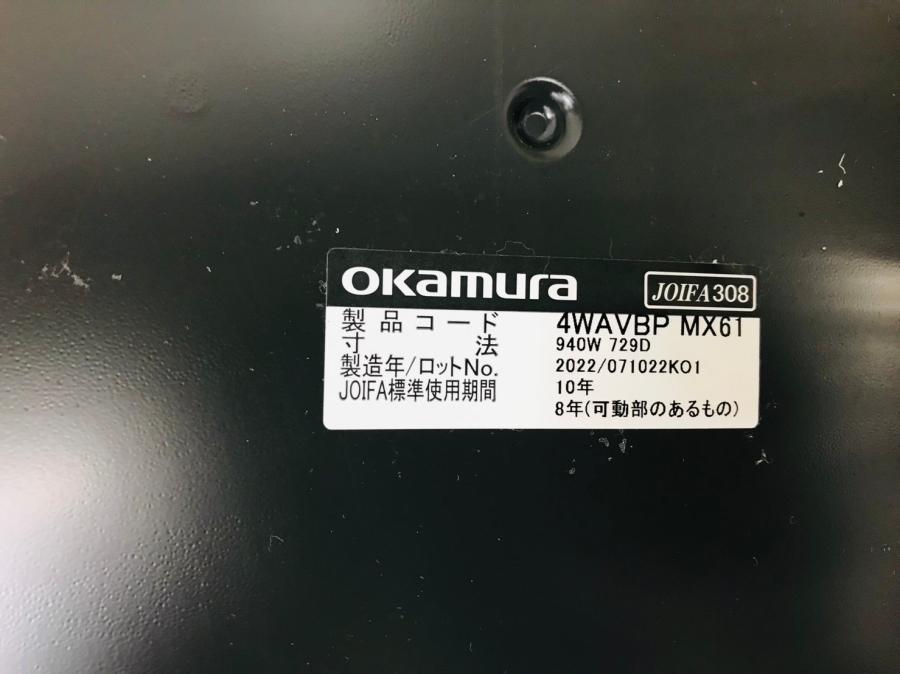 okamura JOIFA308
製品コード 4WAVBP MX61
寸法 940W 729D
製造年/ロットNo. 2022/071022K01
JOIFA標準使用期間 10年
8年(可動部のあるもの)